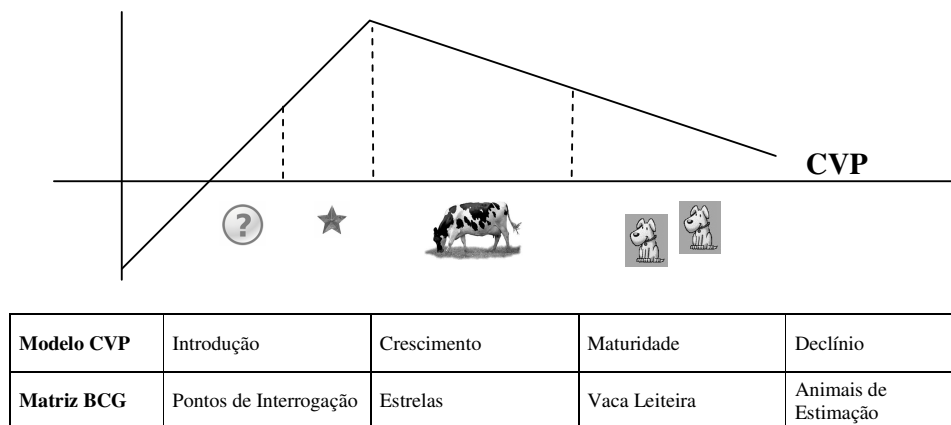 CVP
?
Modelo CVP Introdução Crescimento Maturidade Declínio
Matriz BCG Pontos de Interrogação Estrelas Vaca Leiteira Animais de
Estimação